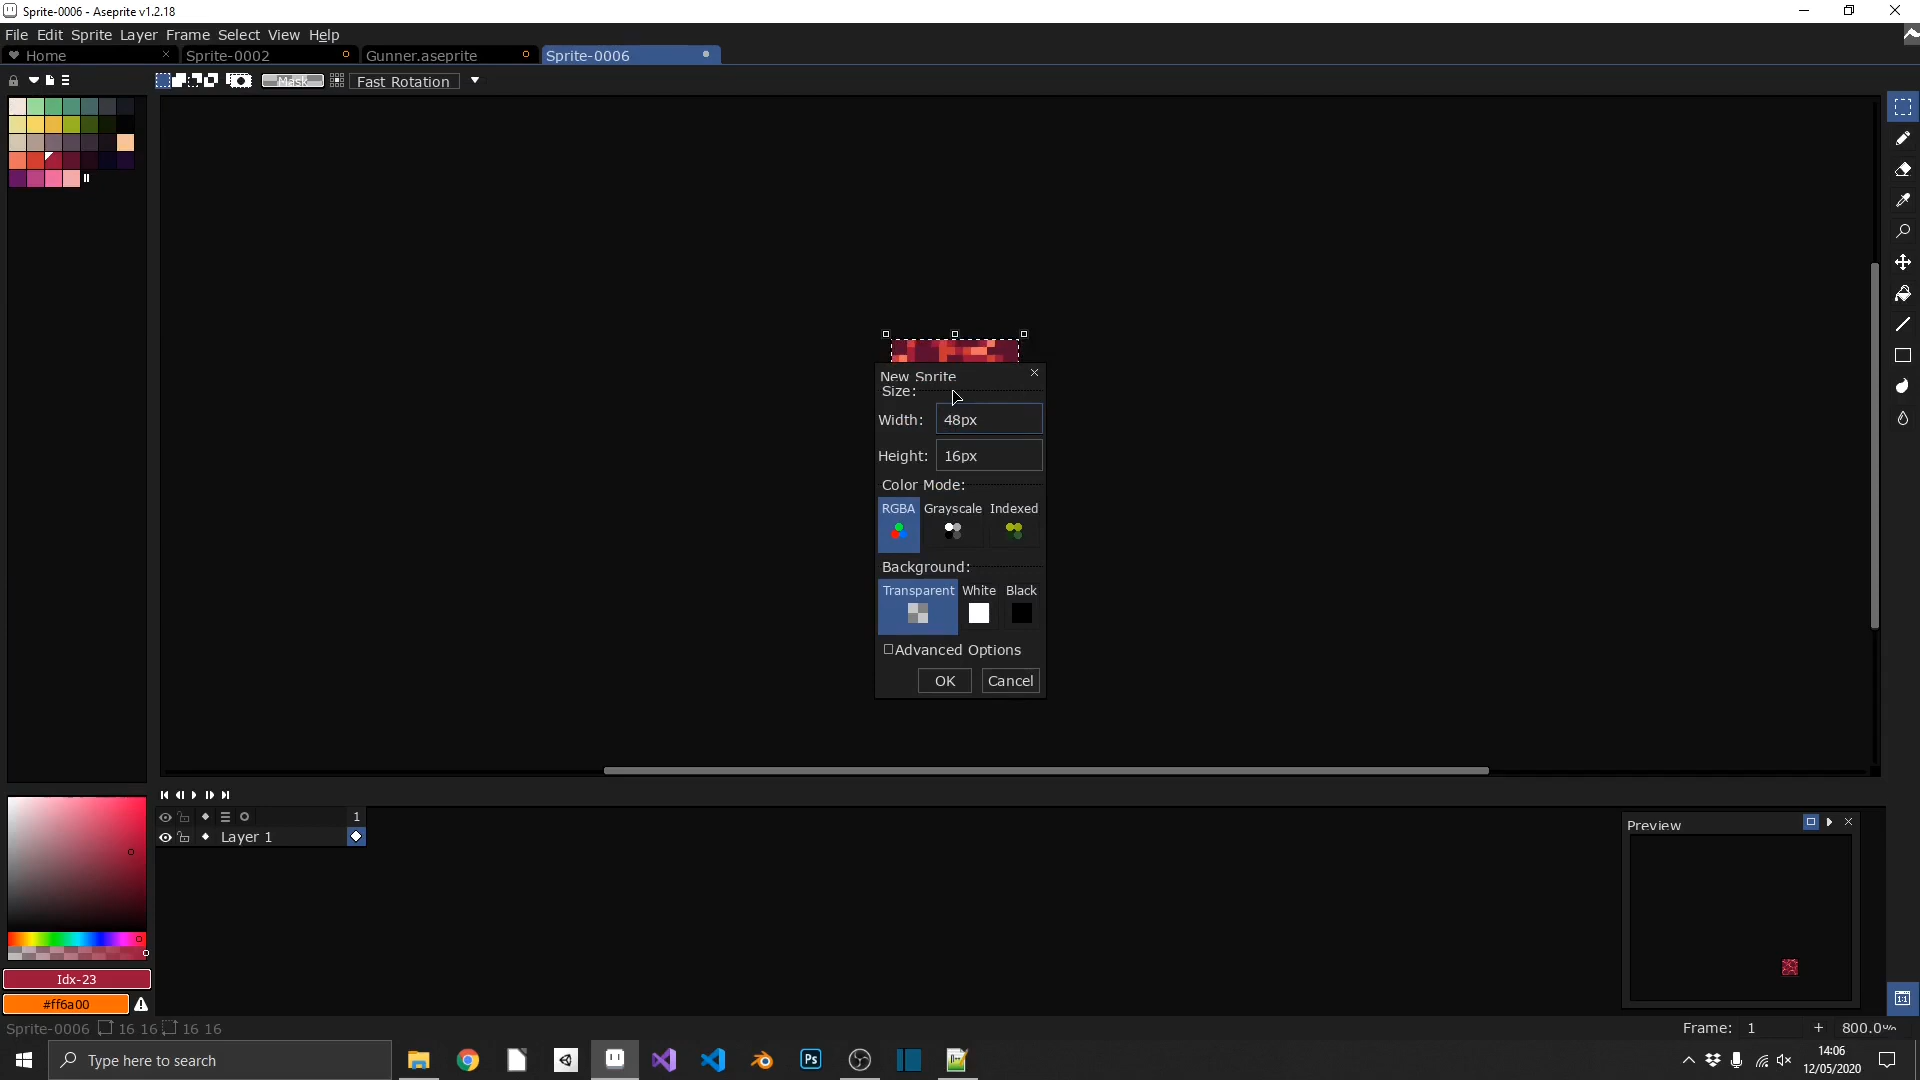 Sprite-0006 - Aseprite v1.2.18
File Edit Sprite Layer Frame Select View Help
Home Sprite-0002 Gunner.aseprite Sprite-0006
Mask Fast Rotation
New Sprite
Size:
Width: 48px
Height: 16px
Color Mode:
RGBA Grayscale Indexed
Background:
Transparent White Black
Advanced Options
OK Cancel
1
Layer 1
Preview
Idx-23
#ff6a00
Sprite-0006 16 16 16 16
Frame: 1 + 800.0%
Type here to search
Ps
14:06
12/05/2020